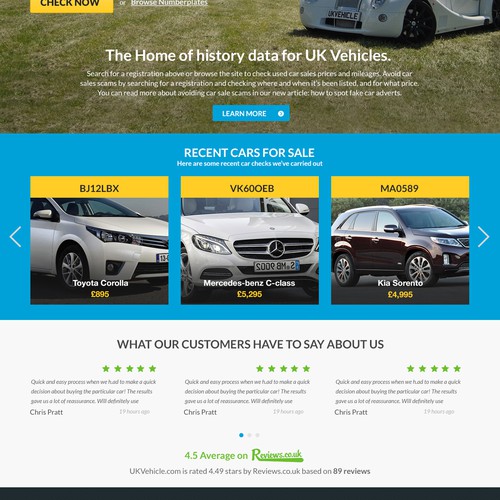 CHECK NOW or Browse Numberplates
UKVEHICLE
The Home of history data for UK Vehicles.
Search for a registration above or browse the site to check used car sales prices and mileages. Avoid car
sales scams by searching for a registration and checking where and when it's been listed, and for what price.
You can read more about avoiding car sale scams in our new article: how to spot fake car adverts.
LEARN MORE
RECENT CARS FOR SALE
Here are some recent car checks we've carried out
BJ12LBX
Toyota Corolla
£895
VK60OEB
Mercedes-benz C-class
£5,295
MA0589
Kia Sorento
£4,995
WHAT OUR CUSTOMERS HAVE TO SAY ABOUT US
Quick and easy process when we had to make a quick
decision about buying the particular car! The results
gave us a lot of reassurance. Will definitely use
Chris Pratt 19 hours ago
Quick and easy process when we had to make a quick
decision about buying the particular car! The results
gave us a lot of reassurance. Will definitely use
Chris Pratt 19 hours ago
Quick and easy process when we had to make a quick
decision about buying the particular car! The results
gave us a lot of reassurance. Will definitely use
Chris Pratt 19 hours ago
4.5 Average on Reviews.co.uk
UKVehicle.com is rated 4.49 stars by Reviews.co.uk based on 89 reviews